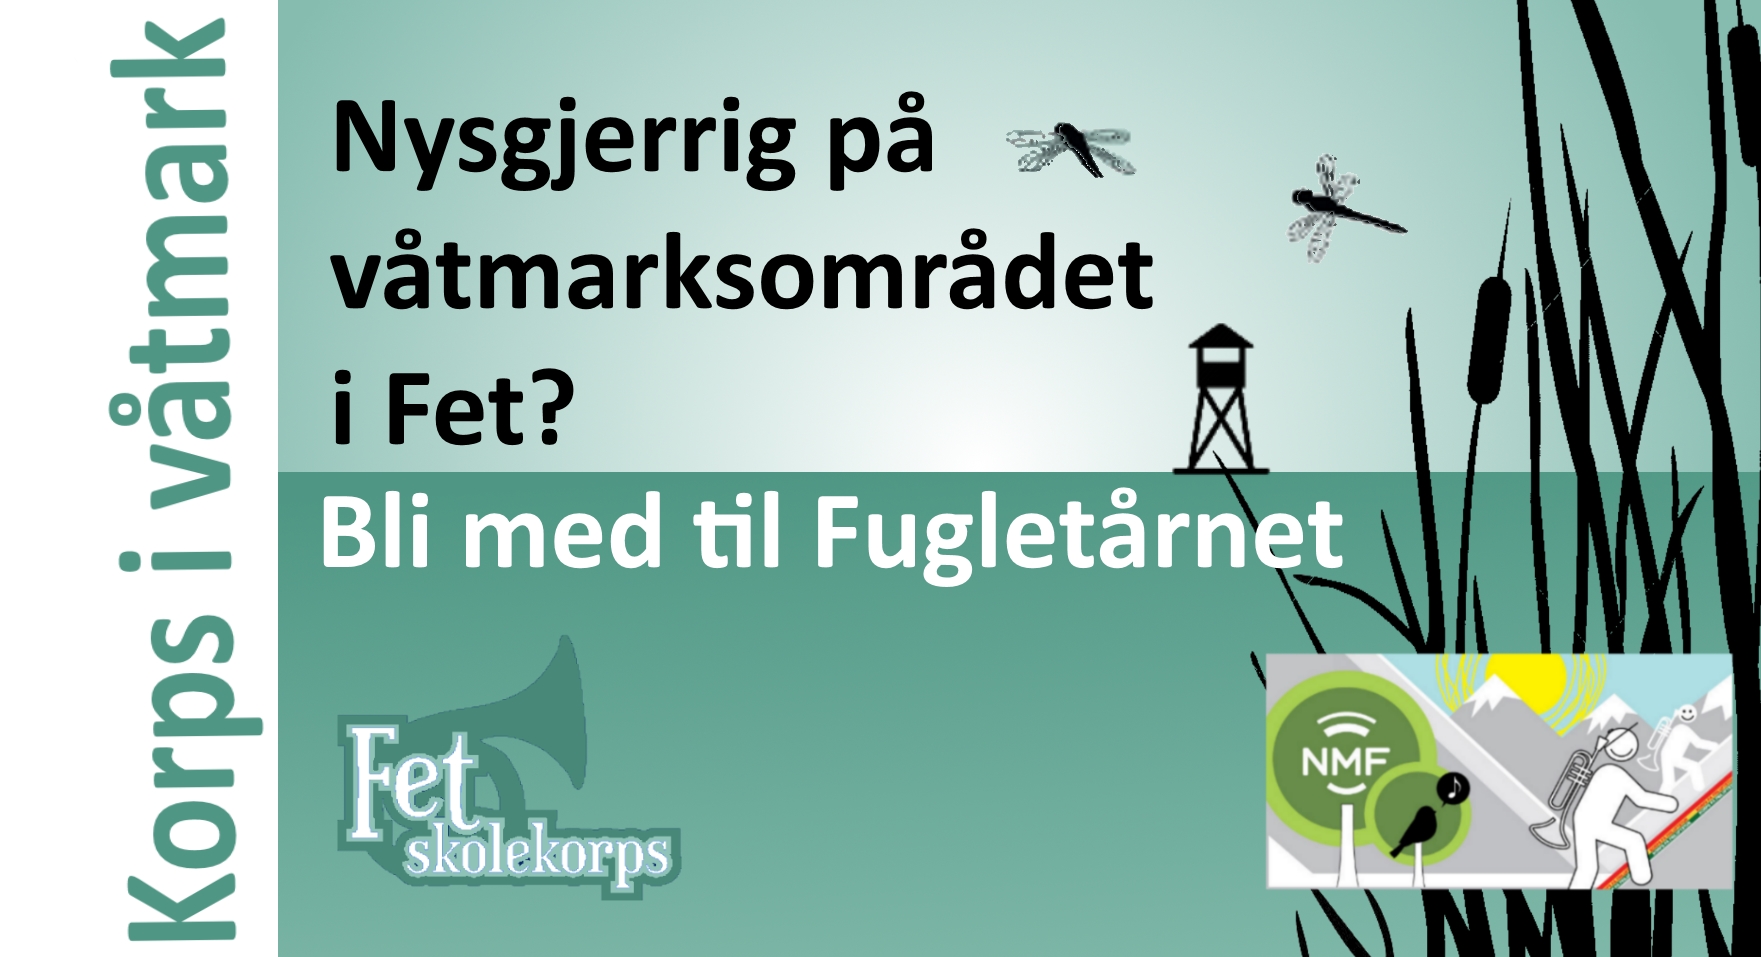 Korps i våtmark
Nysgjerrig på
våtmarksområdet
i Fet?
Bli med til Fugletårnet
Fet
skolekorps
NMF